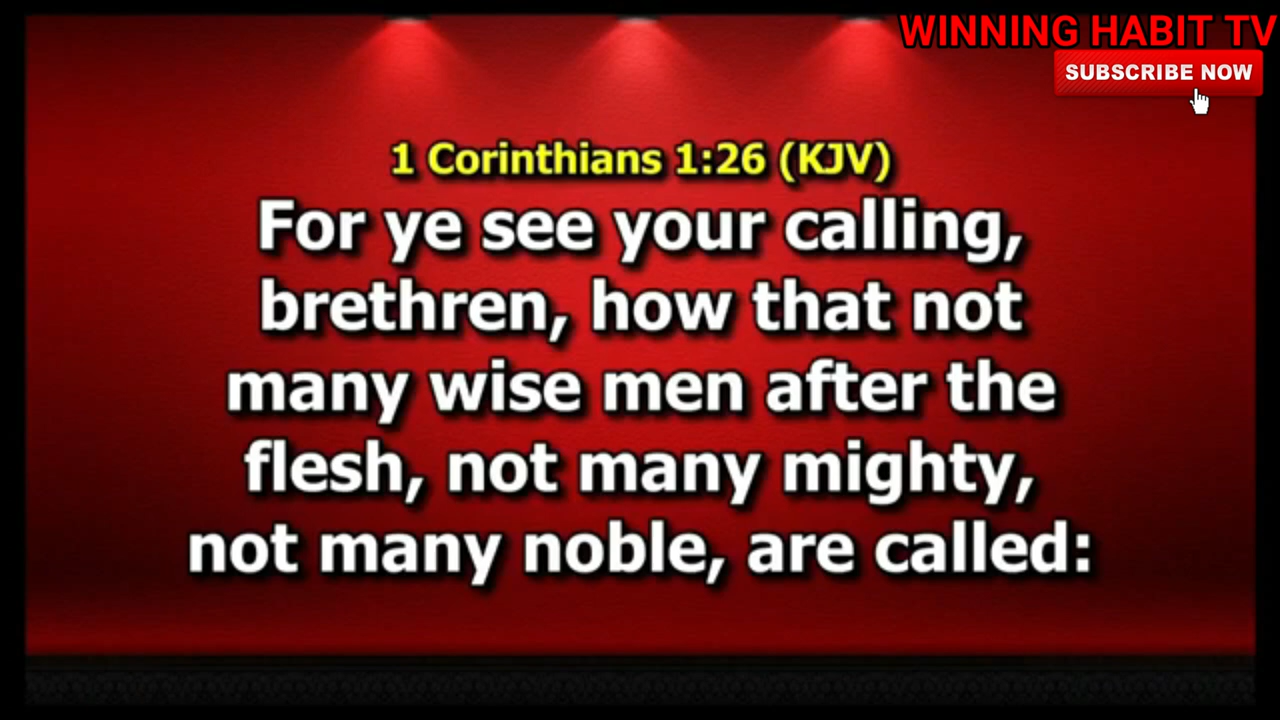 WINNING HABIT TV
SUBSCRIBE NOW
1 Corinthians 1:26 (KJV)
For ye see your calling,
brethren, how that not
many wise men after the
flesh, not many mighty,
not many noble, are called: